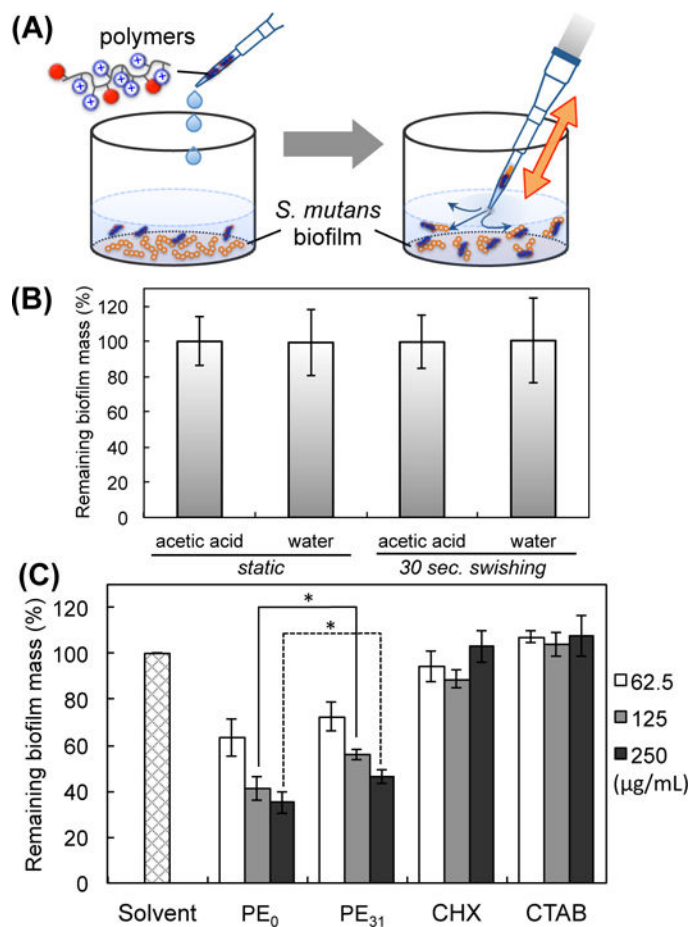 (A)
polymers
S. mutans
biofilm
(B)
Remaining biofilm mass (%)
120
100
80
60
40
20
0
acetic acid water acetic acid water
static 30 sec. swishing
(C)
Remaining biofilm mass (%)
120
100
80
60
40
20
0
*
*
62.5
125
250
(μg/mL)
Solvent PE₀ PE₃₁ CHX CTAB